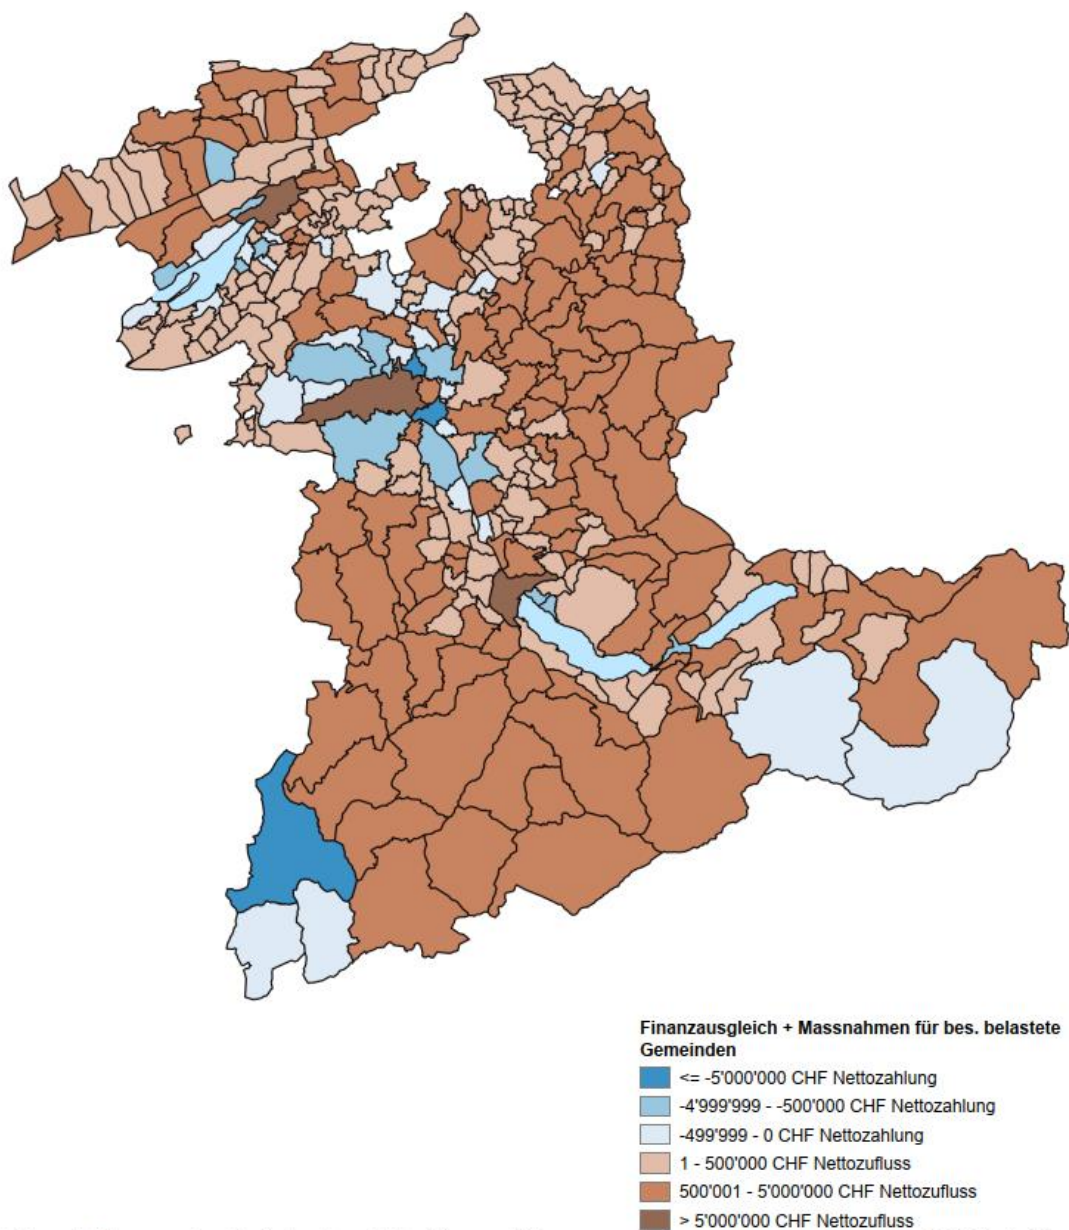 Finanzausgleich + Massnahmen für bes. belastete
Gemeinden
<= -5'000'000 CHF Nettozahlung
-4'999'999 - -500'000 CHF Nettozahlung
-499'999 - 0 CHF Nettozahlung
1 - 500'000 CHF Nettozufluss
500'001 - 5'000'000 CHF Nettozufluss
> 5'000'000 CHF Nettozufluss